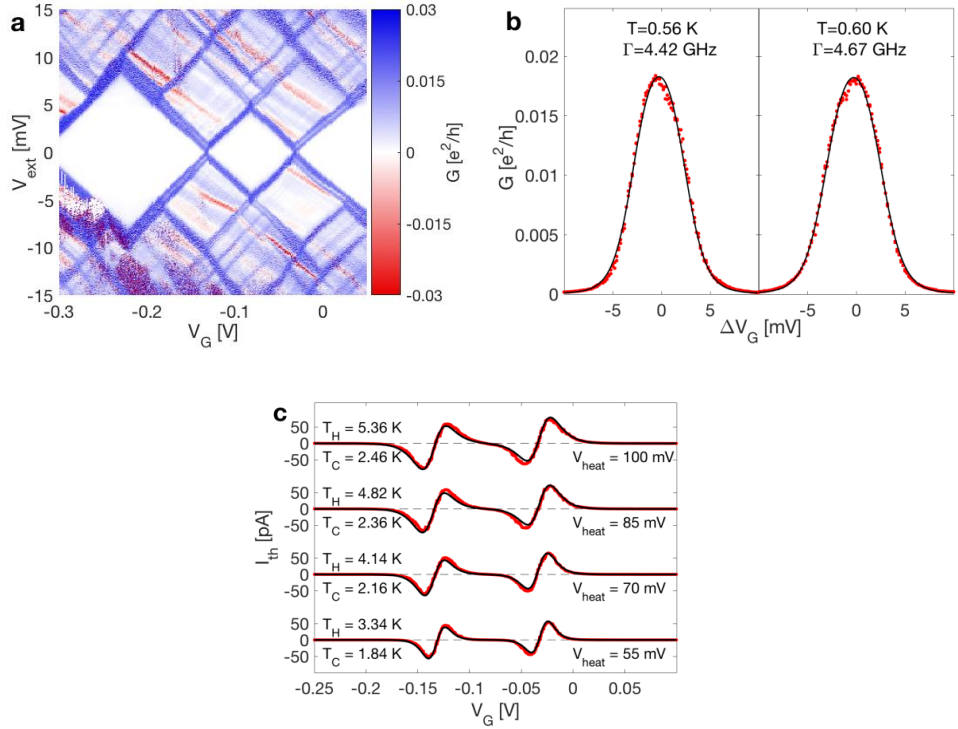 a
15
10
5
0
-5
-10
-15
V_ext [mV]
-0.3
-0.2
-0.1
0
V_G [V]
0.03
0.015
0
-0.015
-0.03
G [e²/h]
b
T=0.56 K
Γ=4.42 GHz
T=0.60 K
Γ=4.67 GHz
0.02
0.015
0.01
0.005
0
G [e²/h]
-5
0
5
-5
0
5
ΔV_G [mV]
c
T_H = 5.36 K
T_C = 2.46 K
V_heat = 100 mV
T_H = 4.82 K
T_C = 2.36 K
V_heat = 85 mV
T_H = 4.14 K
T_C = 2.16 K
V_heat = 70 mV
T_H = 3.34 K
T_C = 1.84 K
V_heat = 55 mV
50
0
-50
50
0
-50
50
0
-50
50
0
-50
I_th [pA]
-0.25
-0.2
-0.15
-0.1
-0.05
0
0.05
0.1
V_G [V]